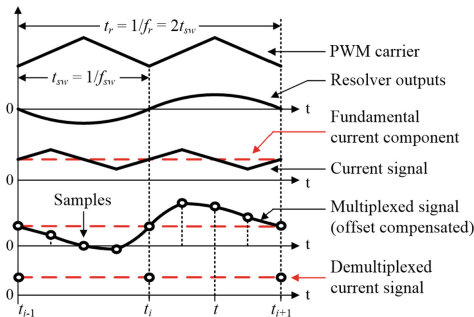 t_r = 1/f_r = 2t_sw
PWM carrier
t_sw = 1/f_sw
Resolver outputs
0
t
Fundamental
current component
Current signal
0
t
Samples
Multiplexed signal
(offset compensated)
0
t
Demultiplexed
current signal
0
t
t_i-1
t_i
t
t_i+1